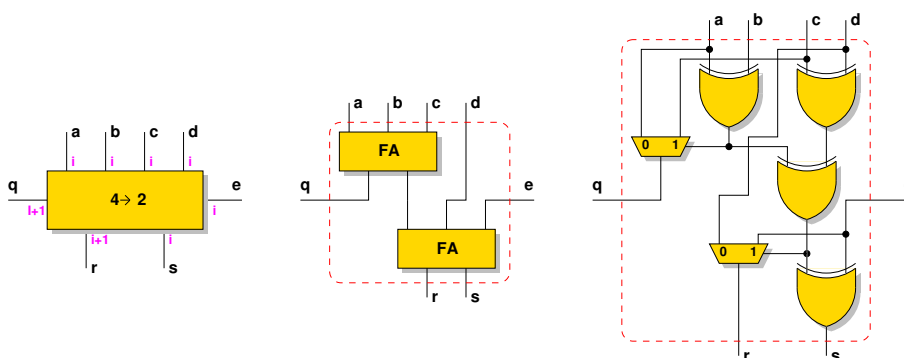 a b c d
i i i i
q 4→ 2 e
I+1 i
i+1 i
r s
a b c d
FA
q e
FA
r s
a b c d
0 1
q
0 1
r s